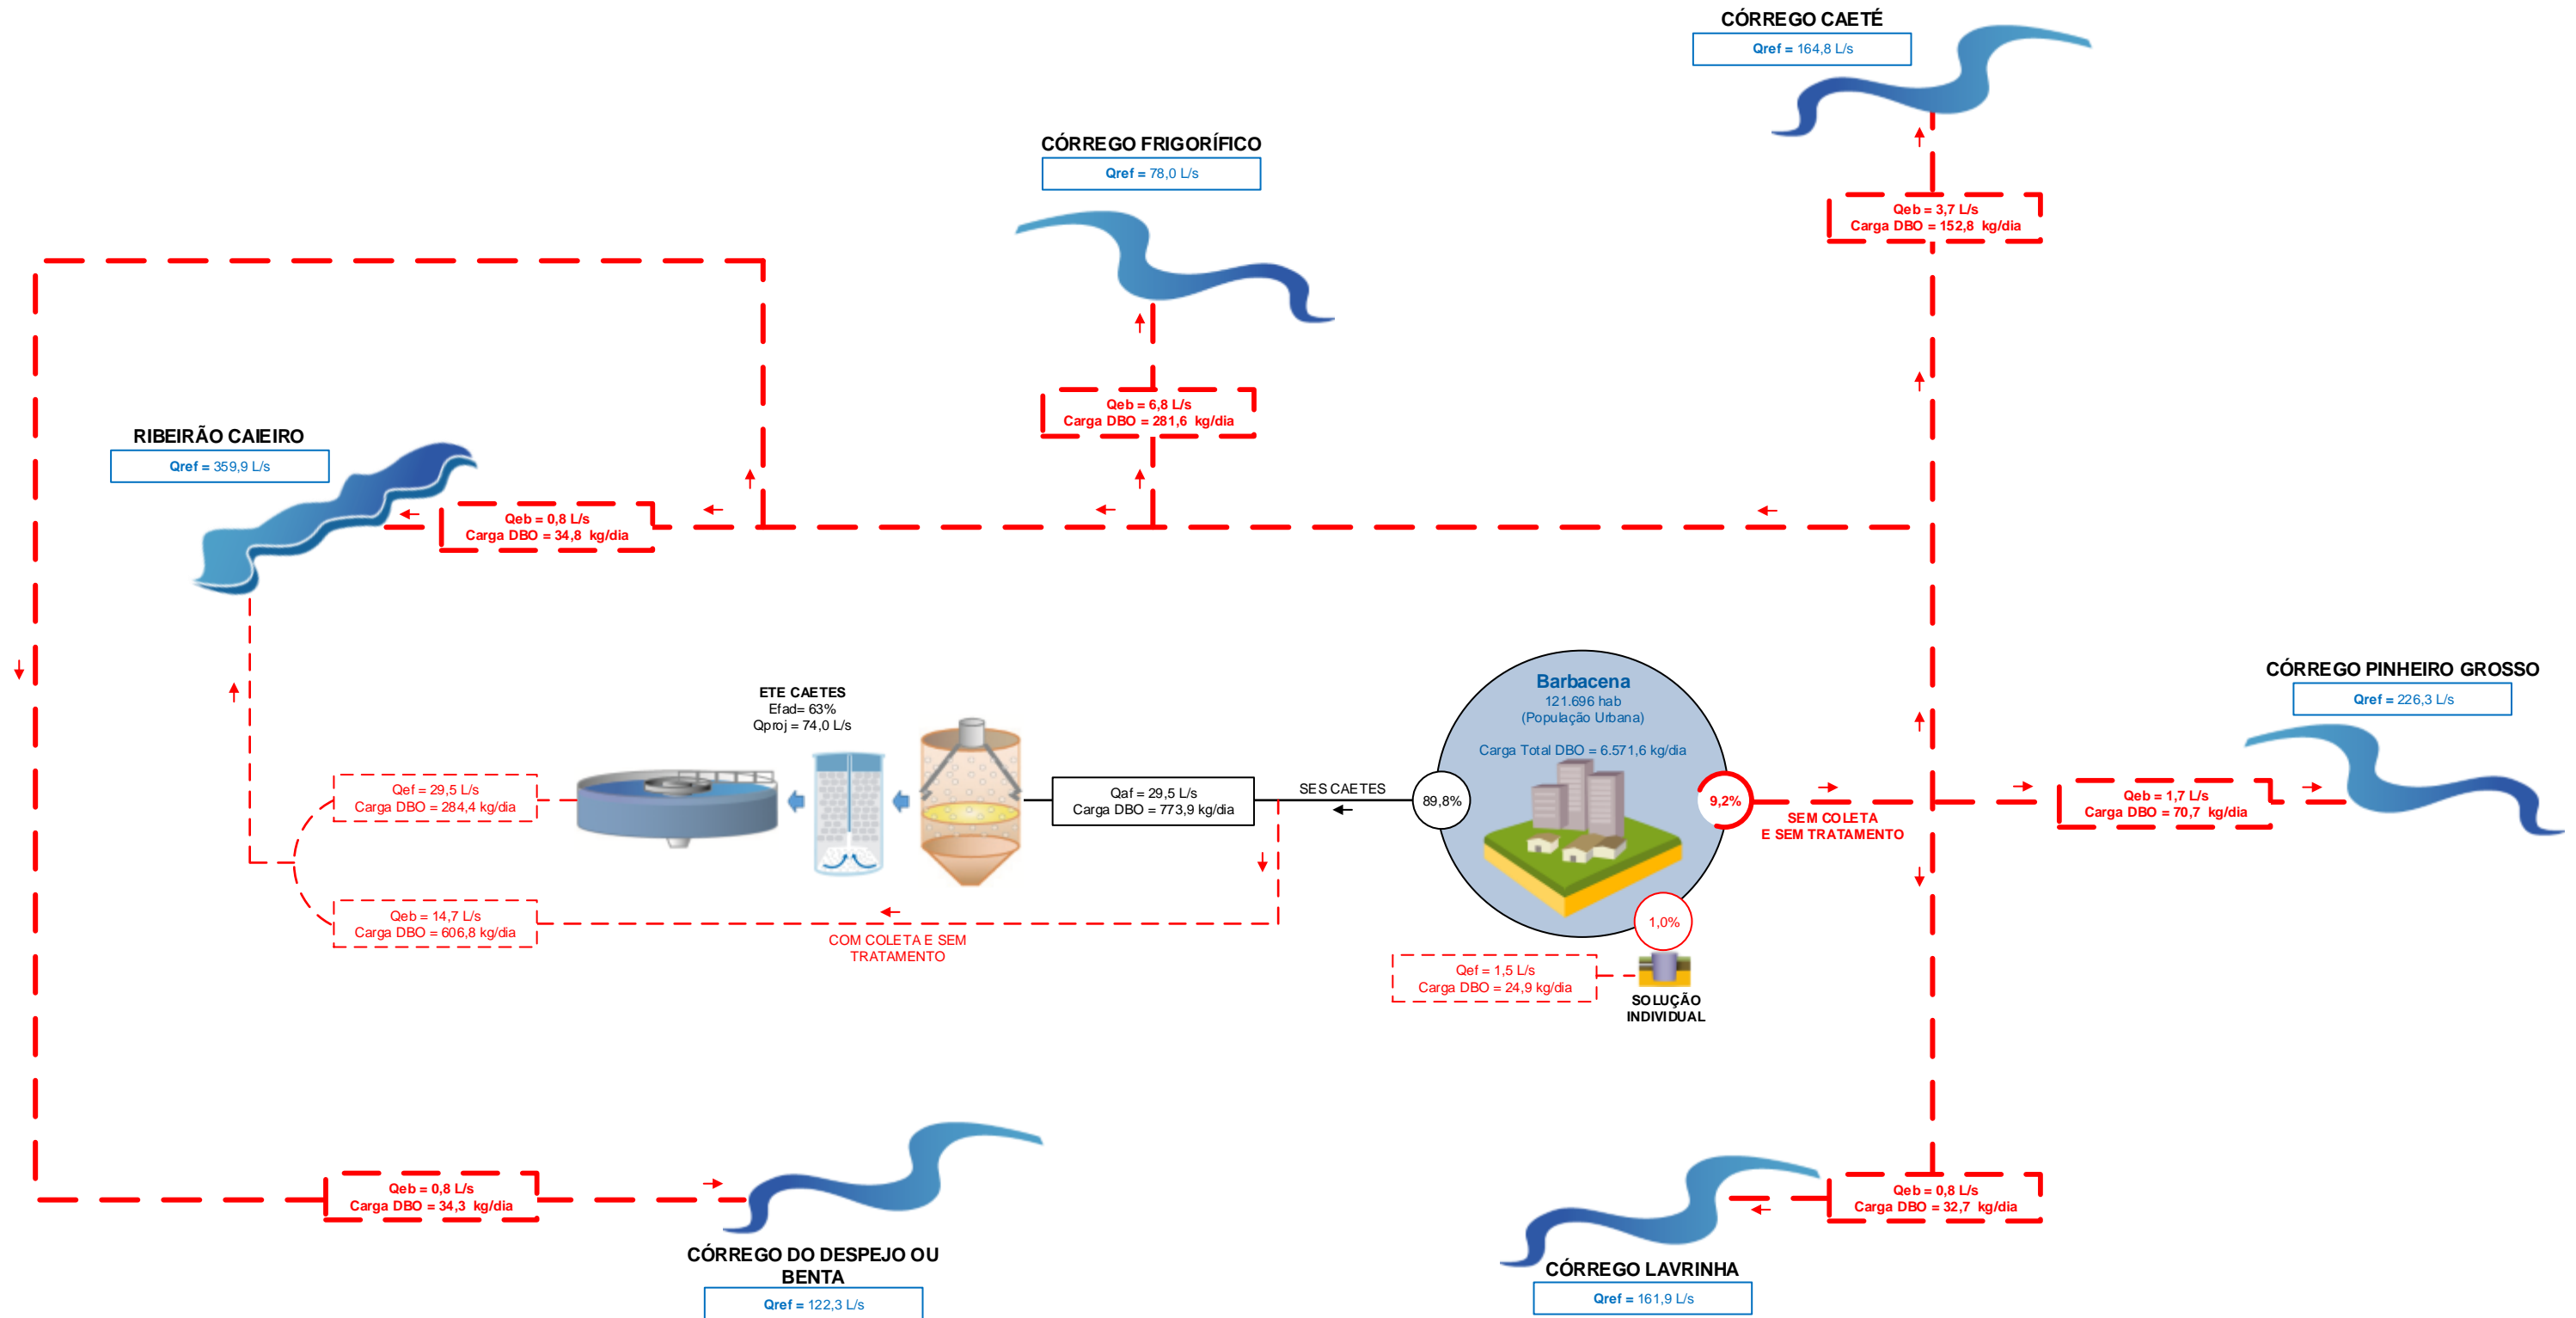 CÓRREGO CAETÉ
Qref = 164,8 L/s
Qeb = 3,7 L/s
Carga DBO = 152,8 kg/dia
CÓRREGO FRIGORÍFICO
Qref = 78,0 L/s
Qeb = 6,8 L/s
Carga DBO = 281,6 kg/dia
RIBEIRÃO CAIEIRO
Qref = 359,9 L/s
Qeb = 0,8 L/s
Carga DBO = 34,8 kg/dia
CÓRREGO PINHEIRO GROSSO
Qref = 226,3 L/s
Qeb = 1,7 L/s
Carga DBO = 70,7 kg/dia
Barbacena
121.696 hab
(População Urbana)
Carga Total DBO = 6.571,6 kg/dia
89,8%
9,2%
1,0%
SEM COLETA
E SEM TRATAMENTO
SES CAETES
Qaf = 29,5 L/s
Carga DBO = 773,9 kg/dia
ETE CAETES
Efad= 63%
Qproj = 74,0 L/s
Qef = 29,5 L/s
Carga DBO = 284,4 kg/dia
Qeb = 14,7 L/s
Carga DBO = 606,8 kg/dia
COM COLETA E SEM
TRATAMENTO
Qef = 1,5 L/s
Carga DBO = 24,9 kg/dia
SOLUÇÃO
INDIVIDUAL
Qeb = 0,8 L/s
Carga DBO = 34,3 kg/dia
CÓRREGO DO DESPEJO OU
BENTA
Qref = 122,3 L/s
Qeb = 0,8 L/s
Carga DBO = 32,7 kg/dia
CÓRREGO LAVRINHA
Qref = 161,9 L/s